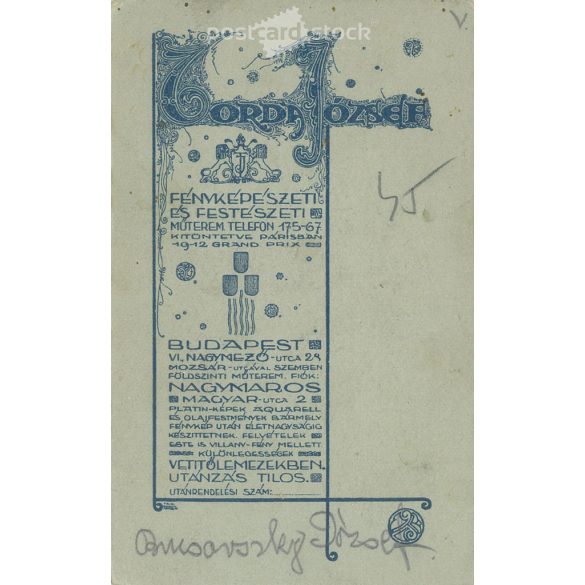 postcard stock
TORDA JÓZSEF
TJ
FÉNYKÉPÉSZETI
ÉS FESTÉSZETI
MŰTEREM TELEFÓN 175-67
KITÜNTETVE PÁRISBAN
1912 GRAND PRIX
45
BUDAPEST
VI., NAGYMEZŐ-UTCA 24
MOZSÁR-UTCÁVAL SZEMBEN
FÖLDSZINTI MŰTEREM. FIÓK:
NAGYMAROS
MAGYAR-UTCA 2
PLATIN-KÉPEK AQUARELL
ÉS OLAJFESTMÉNYEK BÁRMELY
FÉNYKÉP UTÁN ÉLETNAGYSÁGIG
KÉSZÍTTETNEK. FELVÉTELEK
ESTE IS VILLANY-FÉNY MELLETT.
KÜLÖNLEGESSÉGEK
VETÍTŐLEMEZEKBEN.
UTÁNZÁS TILOS.
UTÁNRENDELÉSI SZÁM:
József